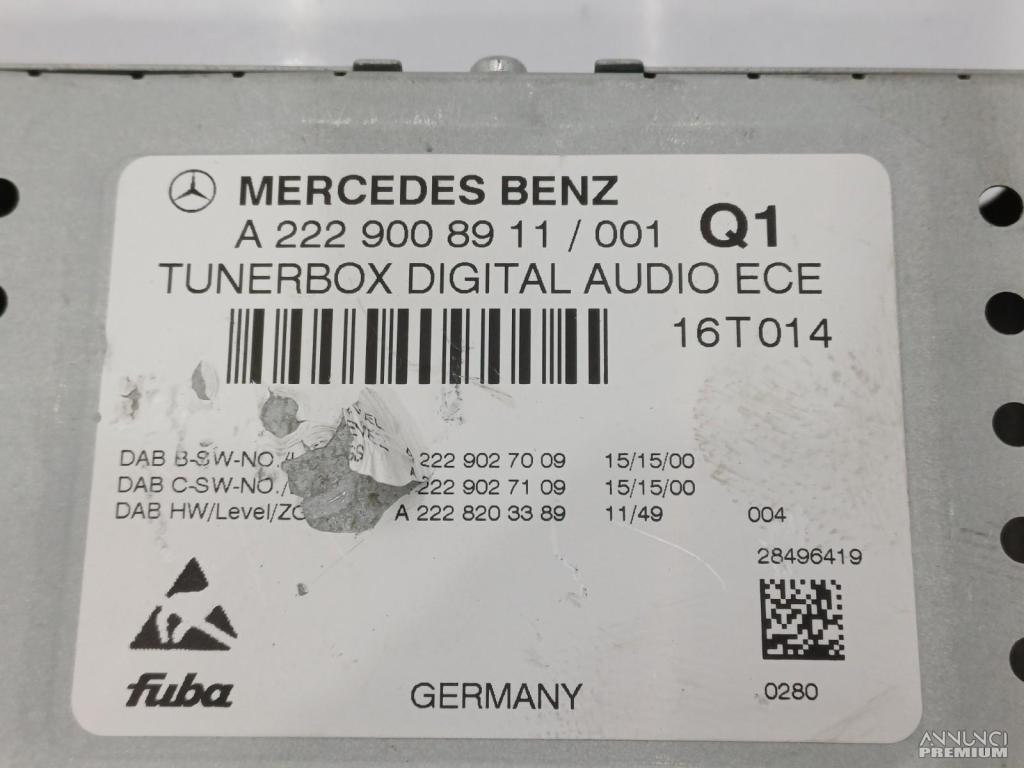 MERCEDES BENZ
A 222 900 89 11 / 001 Q1
TUNERBOX DIGITAL AUDIO ECE
16T014
DAB B-SW-NO./ 222 902 70 09 15/15/00
DAB C-SW-NO./ 222 902 71 09 15/15/00
DAB HW/Level/ZG A 222 820 33 89 11/49 004
28496419
fuba
GERMANY
0280
ANNUNCI
PREMIUM